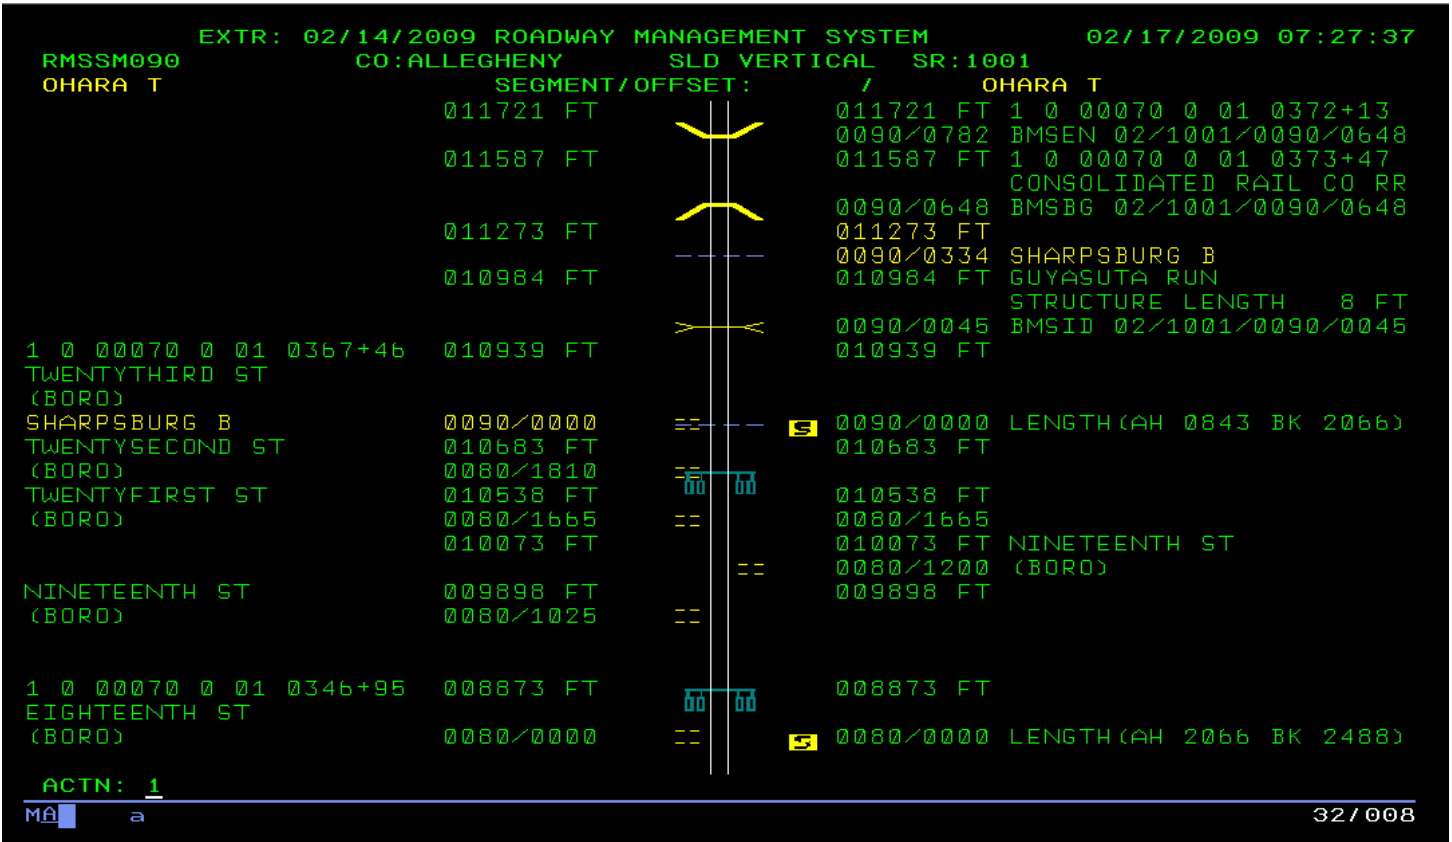 EXTR: 02/14/2009 ROADWAY MANAGEMENT SYSTEM 02/17/2009 07:27:37
RMSSM090 CO:ALLEGHENY SLD VERTICAL SR:1001
OHARA T SEGMENT/OFFSET: / OHARA T
011721 FT 011721 FT 1 0 00070 0 01 0372+13
0090/0782 BMSEN 02/1001/0090/0648
011587 FT 011587 FT 1 0 00070 0 01 0373+47
CONSOLIDATED RAIL CO RR
0090/0648 BMSBG 02/1001/0090/0648
011273 FT 011273 FT
0090/0334 SHARPSBURG B
010984 FT 010984 FT GUYASUTA RUN
STRUCTURE LENGTH 8 FT
0090/0045 BMSID 02/1001/0090/0045
1 0 00070 0 01 0367+46 010939 FT 010939 FT
TWENTYTHIRD ST
(BORO)
SHARPSBURG B 0090/0000 S 0090/0000 LENGTH(AH 0843 BK 2066)
TWENTYSECOND ST 010683 FT 010683 FT
(BORO) 0080/1810
TWENTYFIRST ST 010538 FT 010538 FT
(BORO) 0080/1665 0080/1665
010073 FT 010073 FT NINETEENTH ST
0080/1200 (BORO)
NINETEENTH ST 009898 FT 009898 FT
(BORO) 0080/1025
1 0 00070 0 01 0346+95 008873 FT 008873 FT
EIGHTEENTH ST
(BORO) 0080/0000 S 0080/0000 LENGTH(AH 2066 BK 2488)
ACTN: 1
MA a 32/008